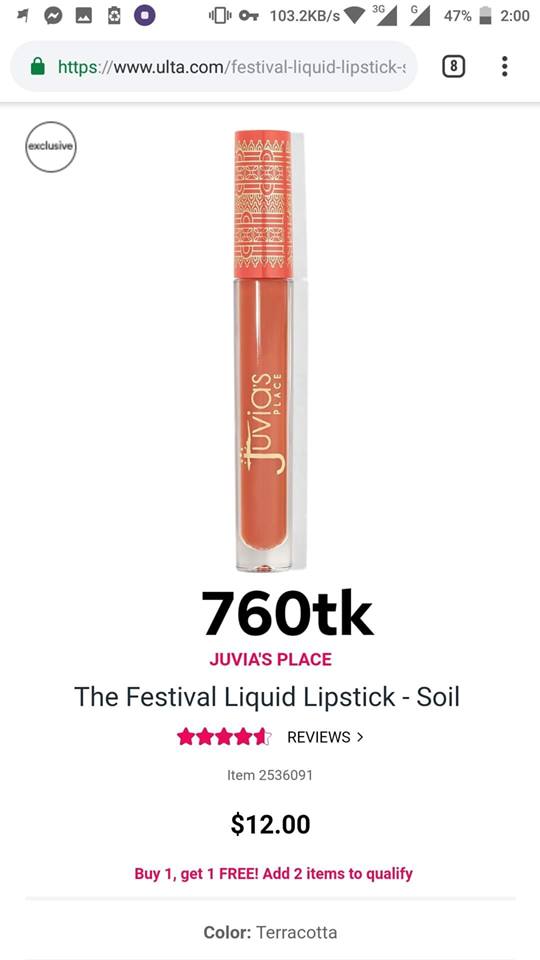 103.2KB/s 3G G 47% 2:00
https://www.ulta.com/festival-liquid-lipstick-s
8
exclusive
Juvia's
PLACE
760tk
JUVIA'S PLACE
The Festival Liquid Lipstick - Soil
REVIEWS >
Item 2536091
$12.00
Buy 1, get 1 FREE! Add 2 items to qualify
Color: Terracotta